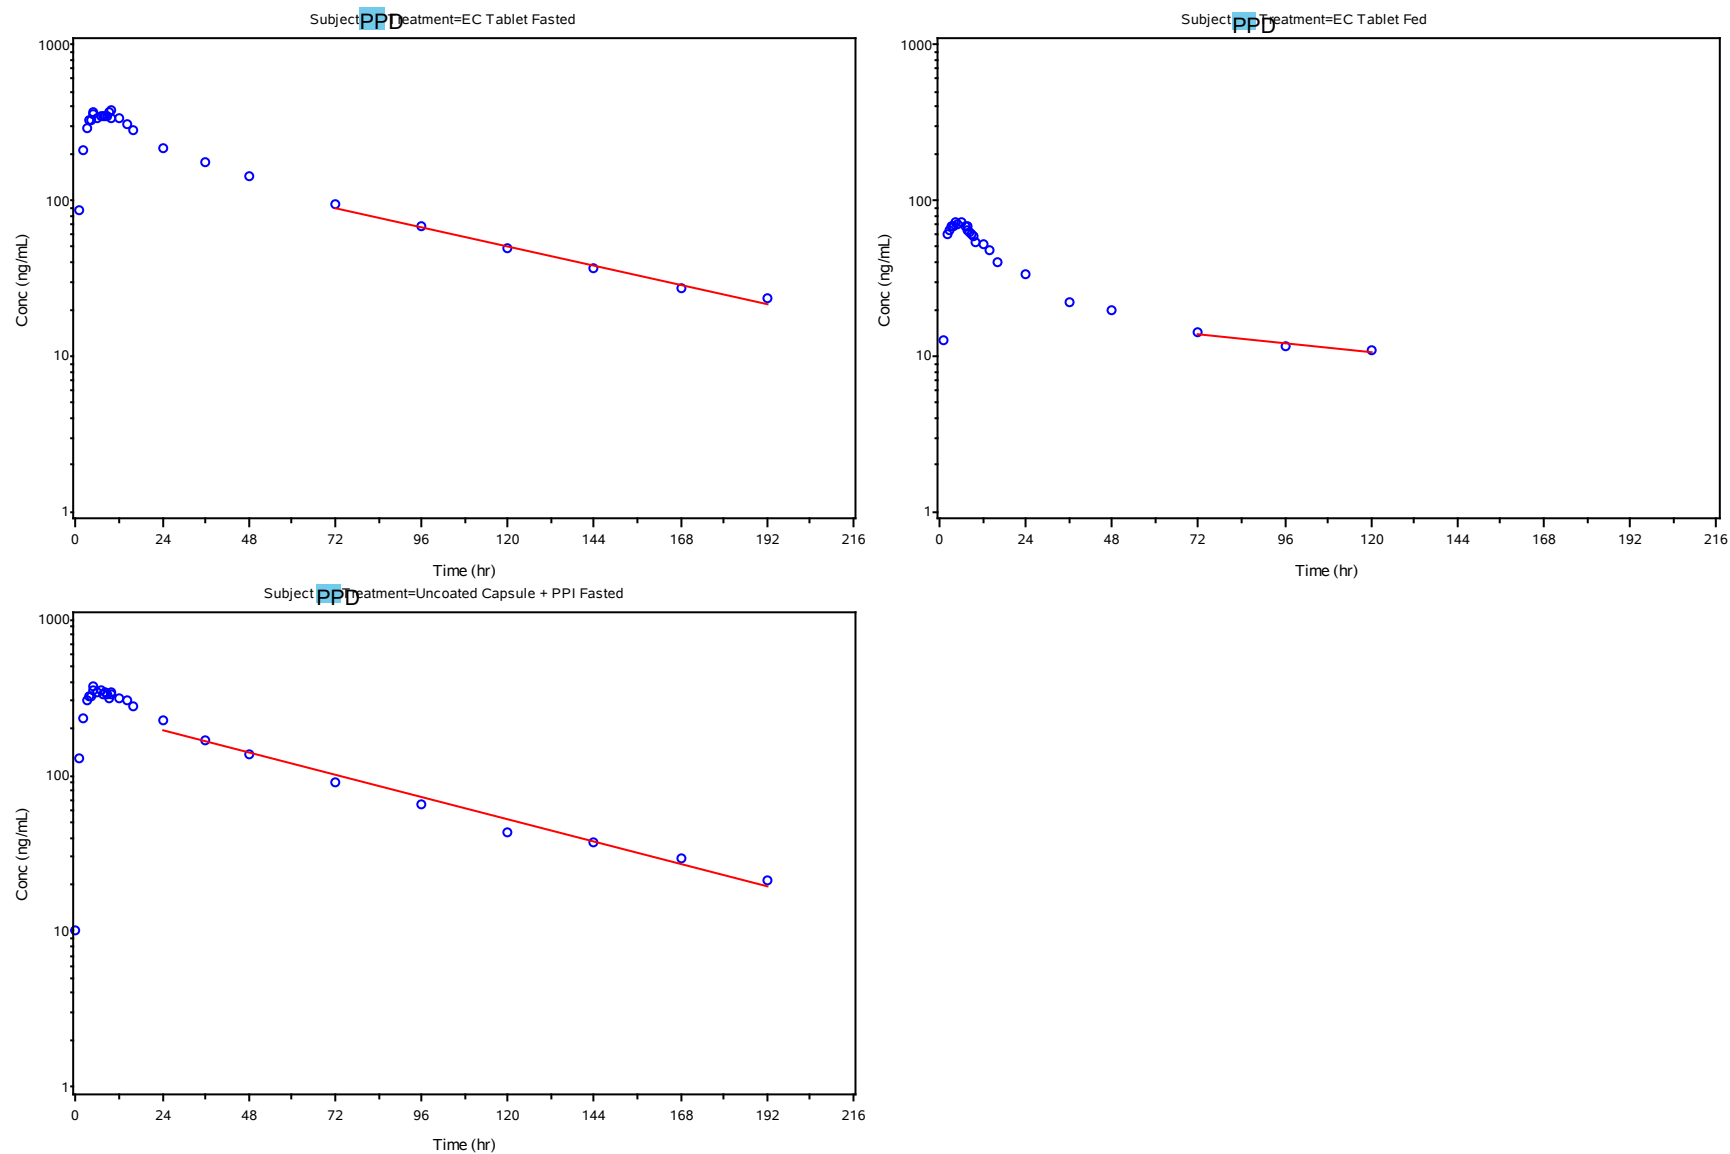 Subject PPD Treatment=EC Tablet Fasted
1000
100
10
1
Conc (ng/mL)
0 24 48 72 96 120 144 168 192 216
Time (hr)
Subject PPD Treatment=EC Tablet Fed
1000
100
10
1
Conc (ng/mL)
0 24 48 72 96 120 144 168 192 216
Time (hr)
Subject PPD Treatment=Uncoated Capsule + PPI Fasted
1000
100
10
1
Conc (ng/mL)
0 24 48 72 96 120 144 168 192 216
Time (hr)